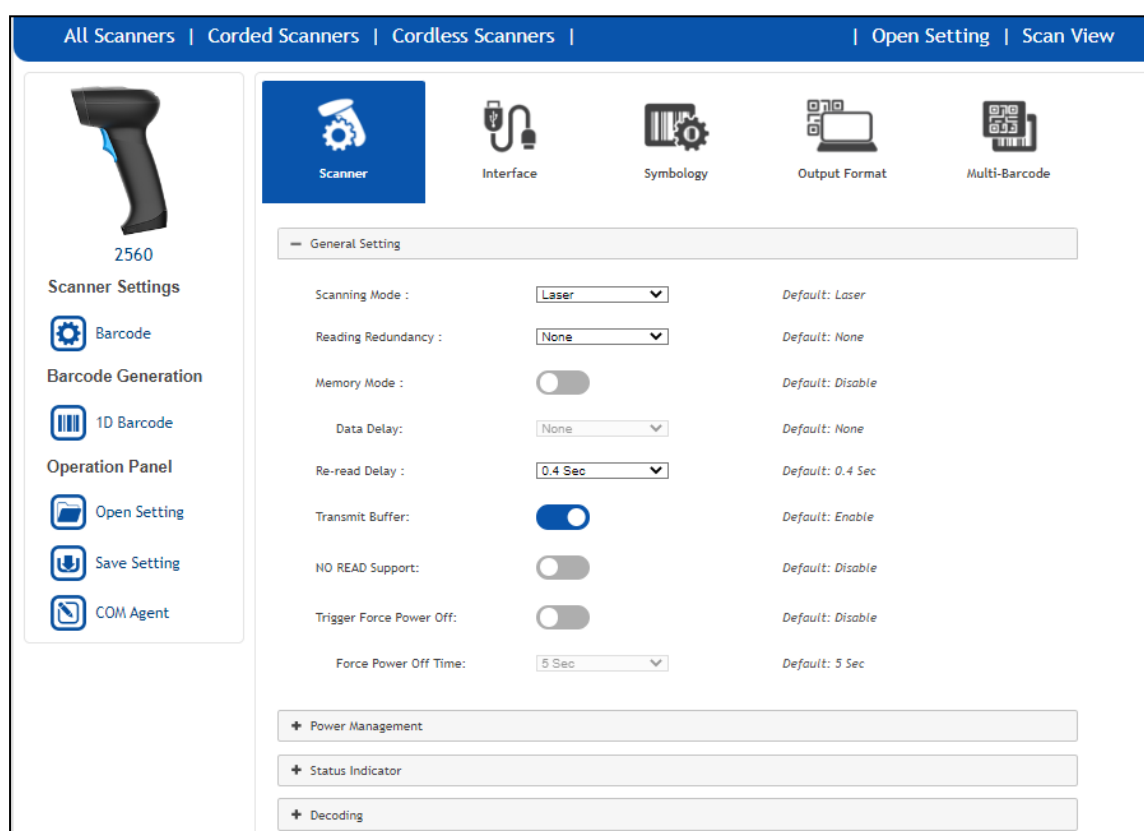 All Scanners | Corded Scanners | Cordless Scanners | | Open Setting | Scan View
2560
Scanner Settings
Barcode
Barcode Generation
1D Barcode
Operation Panel
Open Setting
Save Setting
COM Agent
Scanner
Interface
Symbology
Output Format
Multi-Barcode
General Setting
Scanning Mode : Laser Default: Laser
Reading Redundancy : None Default: None
Memory Mode : Default: Disable
Data Delay: None Default: None
Re-read Delay : 0.4 Sec Default: 0.4 Sec
Transmit Buffer: Default: Enable
NO READ Support: Default: Disable
Trigger Force Power Off: Default: Disable
Force Power Off Time: 5 Sec Default: 5 Sec
Power Management
Status Indicator
Decoding